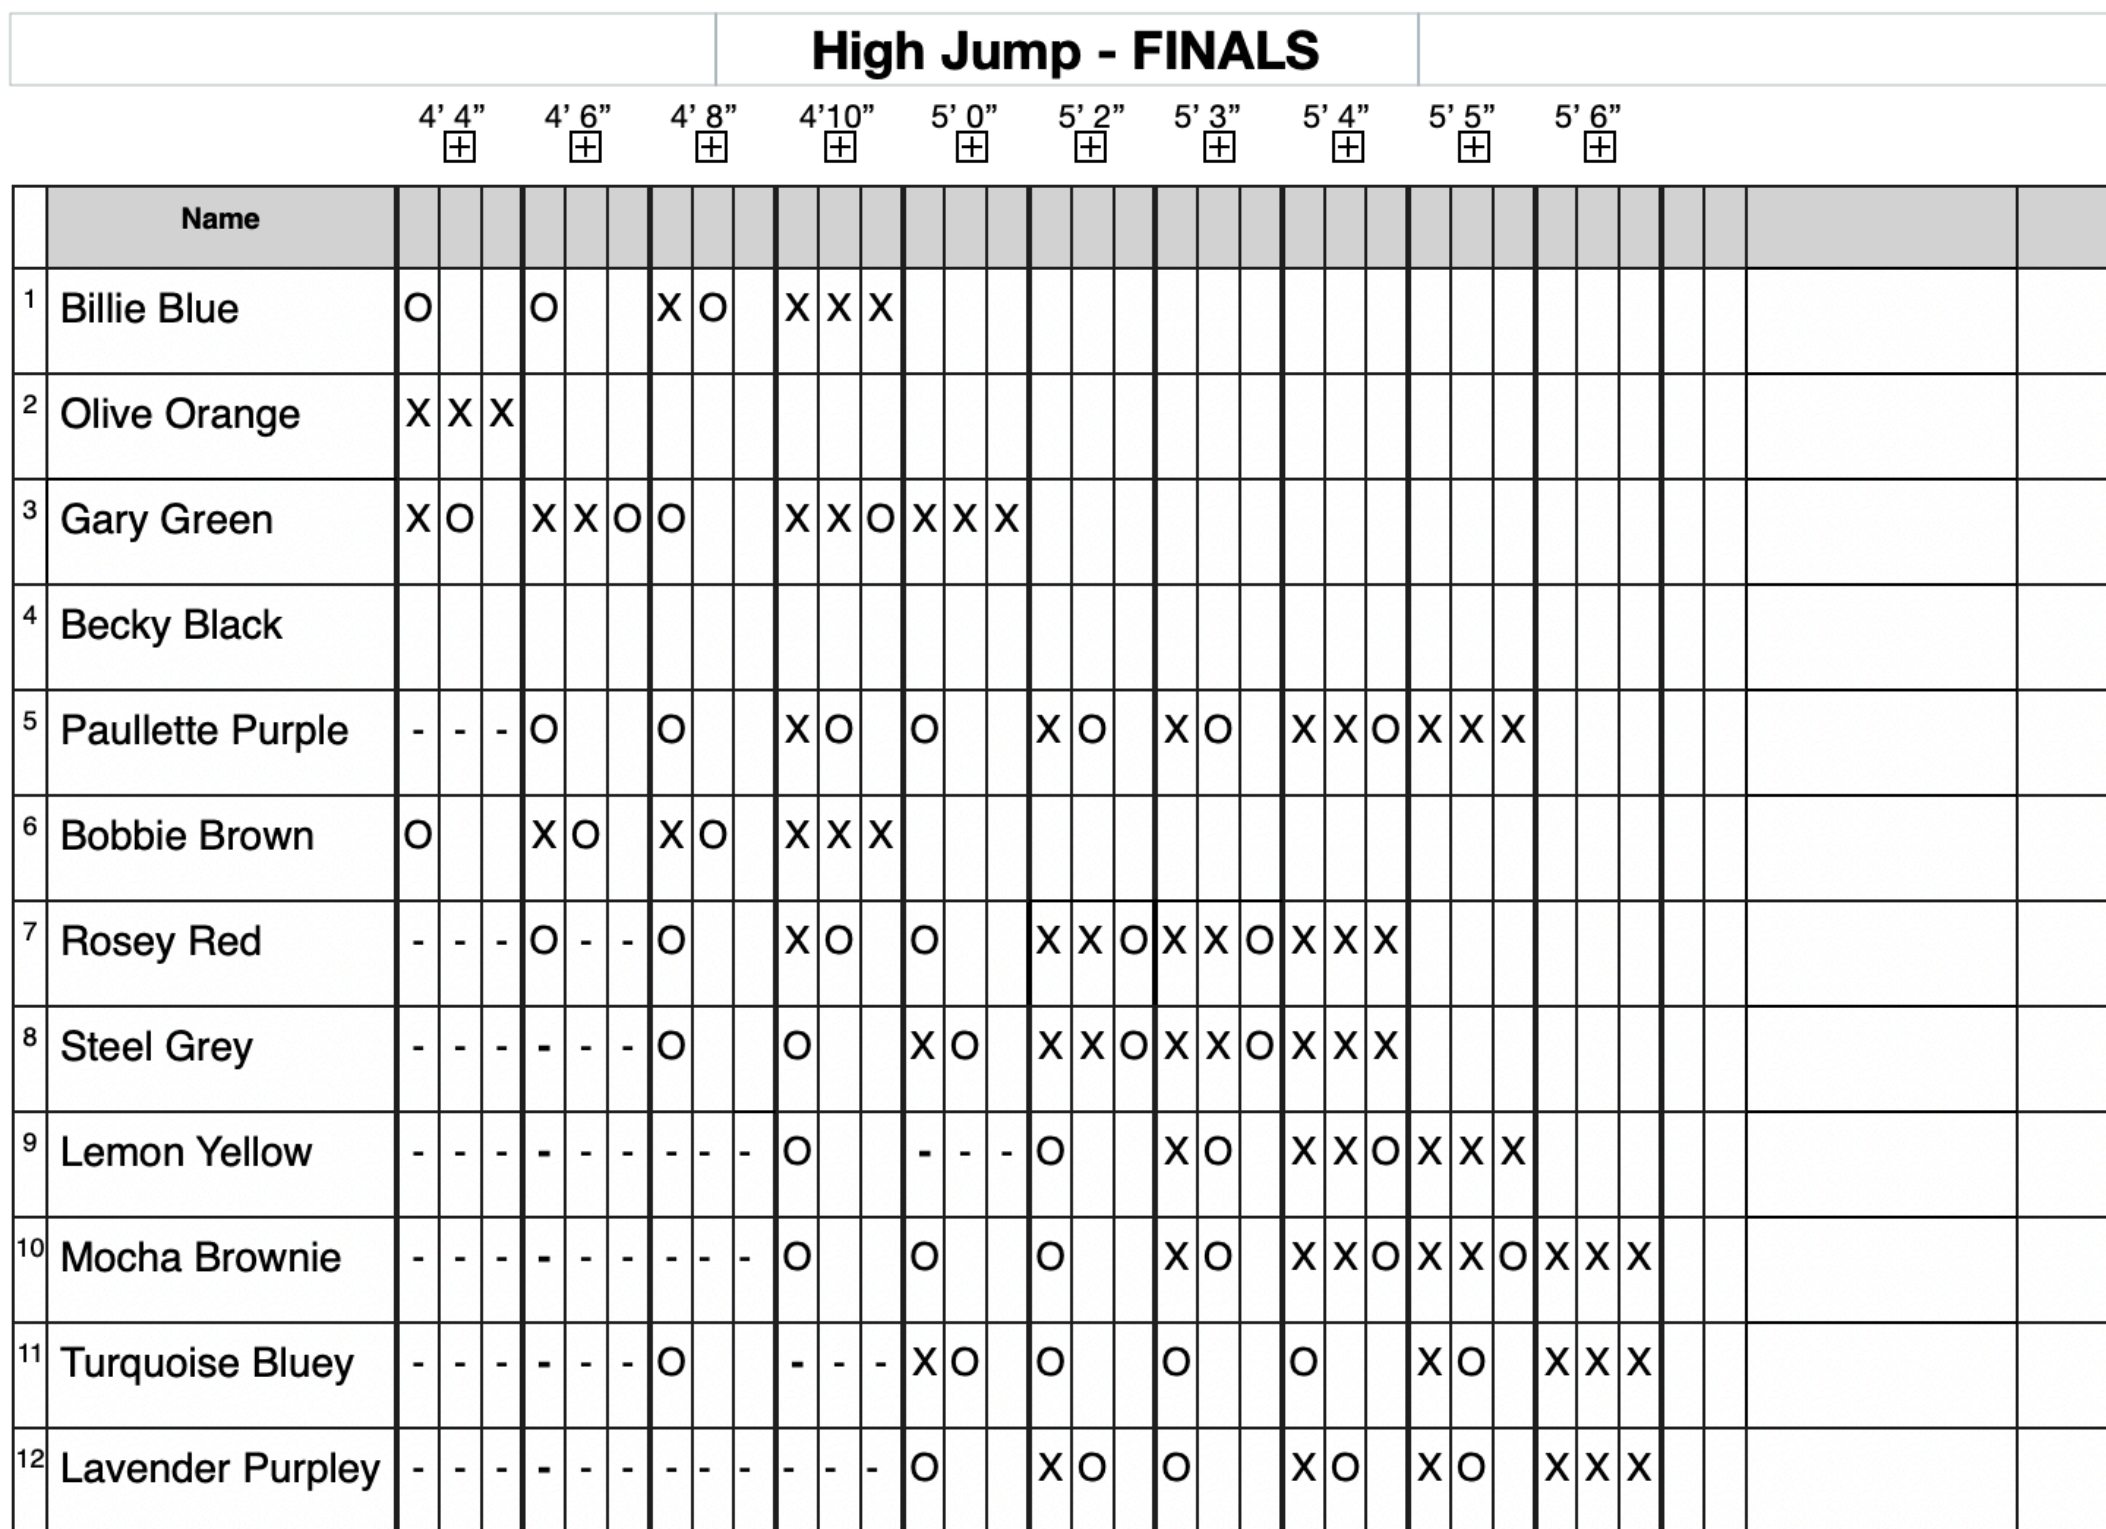 High Jump - FINALS
4’ 4” 4’ 6” 4’ 8” 4’10” 5’ 0” 5’ 2” 5’ 3” 5’ 4” 5’ 5” 5’ 6”
Name
1 Billie Blue O O X O X X X
2 Olive Orange X X X
3 Gary Green X O X X O O X X O X X X
4 Becky Black
5 Paullette Purple - - - O O X O O X O X O X X O X X X
6 Bobbie Brown O X O X O X X X
7 Rosey Red - - - O - - O X O O X X O X X O X X X
8 Steel Grey - - - - - - O O X O X X O X X O X X X
9 Lemon Yellow - - - - - - - - - O - - - O X O X X O X X X
10 Mocha Brownie - - - - - - - - - O O O X O X X O X X O X X X
11 Turquoise Bluey - - - - - - O - - - X O O O O X O X X X
12 Lavender Purpley - - - - - - - - - - - - O X O O X O X O X X X